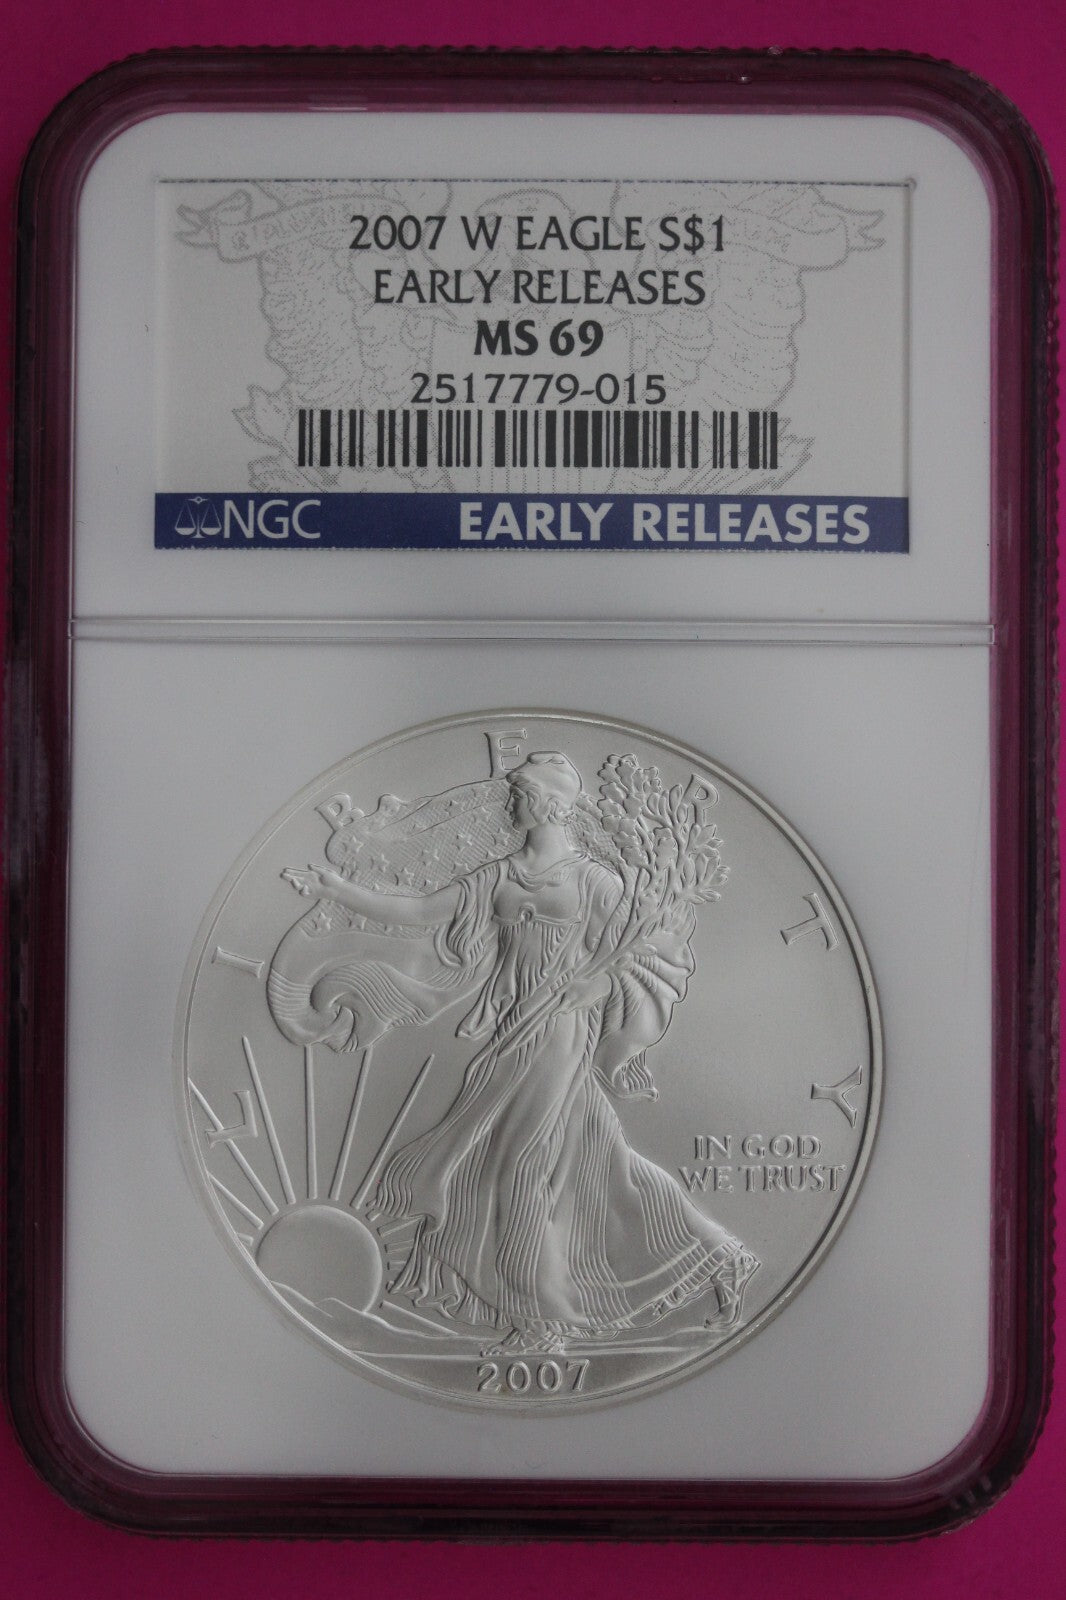 2007 W EAGLE S$1
EARLY RELEASES
MS 69
2517779-015
NGC EARLY RELEASES
LIBERTY
IN GOD
WE TRUST
2007